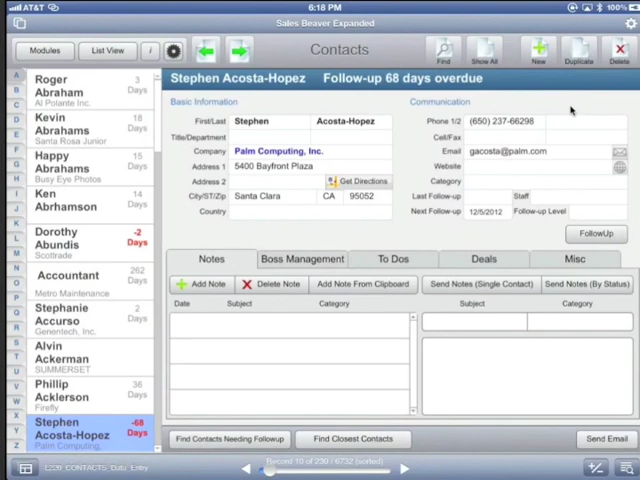 AT&T
6:18 PM
100%
Sales Beaver Expanded
Modules
List View
i
Contacts
Find
Show All
New
Duplicate
Delete
A
B
C
D
E
F
G
H
I
J
K
L
M
N
O
P
Q
R
S
T
U
V
W
X
Y
Z
Roger
Abraham
Al Polante Inc.
3
Days
Kevin
Abrahams
Santa Rosa Junior
18
Days
Happy
Abrahams
Busy Eye Photos
15
Days
Ken
Abrhamson
14
Days
Dorothy
Abundis
Scottrade
-2
Days
Accountant
Metro Maintenance
262
Days
Stephanie
Accurso
Genentech, Inc.
2
Days
Alvin
Ackerman
SUMMERSET
Phillip
Acklerson
Firefly
36
Days
Stephen
Acosta-Hopez
Palm Computing,
-68
Days
Stephen Acosta-Hopez Follow-up 68 days overdue
Basic Information
First/Last Stephen Acosta-Hopez
Title/Department
Company Palm Computing, Inc.
Address 1 5400 Bayfront Plaza
Address 2 Get Directions
City/ST/Zip Santa Clara CA 95052
Country
Communication
Phone 1/2 (650) 237-66298
Cell/Fax
Email gacosta@palm.com
Website
Category
Last Follow-up Staff
Next Follow-up 12/5/2012 Follow-up Level
FollowUp
Notes
Boss Management
To Dos
Deals
Misc
Add Note
Delete Note
Add Note From Clipboard
Send Notes (Single Contact)
Send Notes (By Status)
Date Subject Category
Subject Category
Find Contacts Needing Followup
Find Closest Contacts
Send Email
Record 10 of 200 / 6732 (sorted)